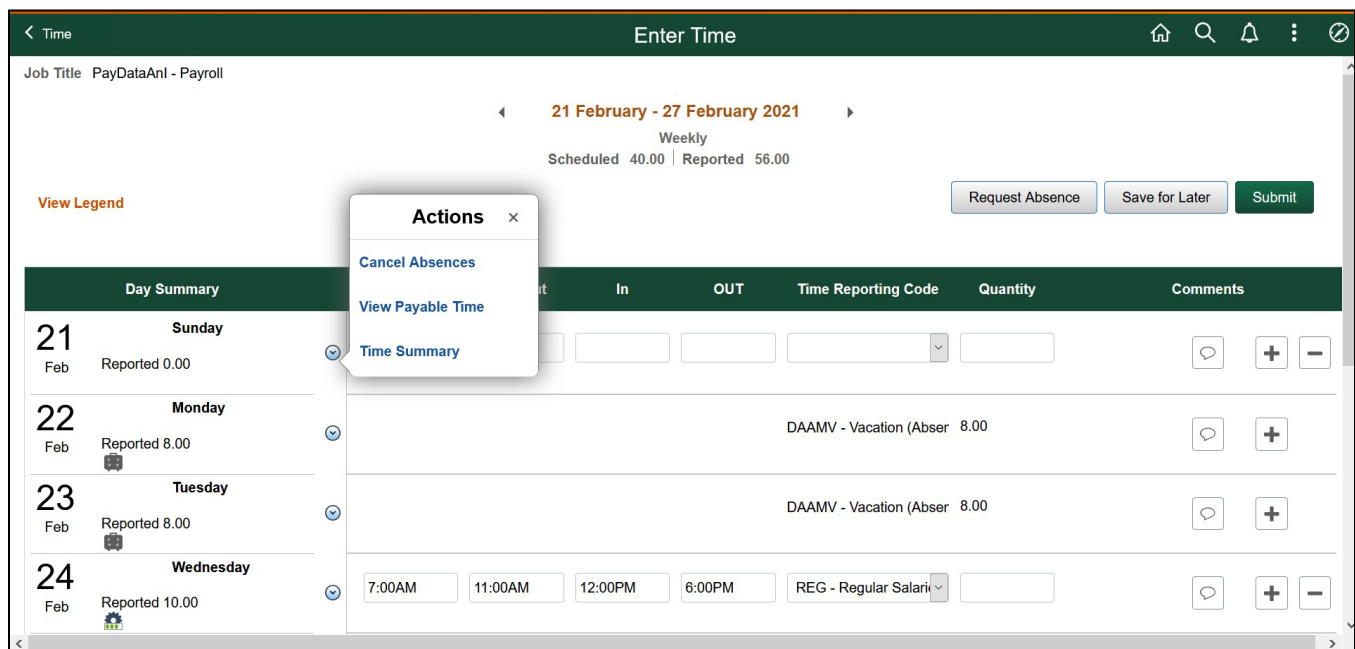 Time
Enter Time
Job Title PayDataAnl - Payroll
21 February - 27 February 2021
Weekly
Scheduled 40.00 | Reported 56.00
View Legend
Request Absence
Save for Later
Submit
Actions ×
Cancel Absences
View Payable Time
Time Summary
Day Summary In OUT Time Reporting Code Quantity Comments
21 Feb
Sunday
Reported 0.00
22 Feb
Monday
Reported 8.00
DAAMV - Vacation (Abser 8.00
23 Feb
Tuesday
Reported 8.00
DAAMV - Vacation (Abser 8.00
24 Feb
Wednesday
Reported 10.00
7:00AM 11:00AM 12:00PM 6:00PM REG - Regular Salari